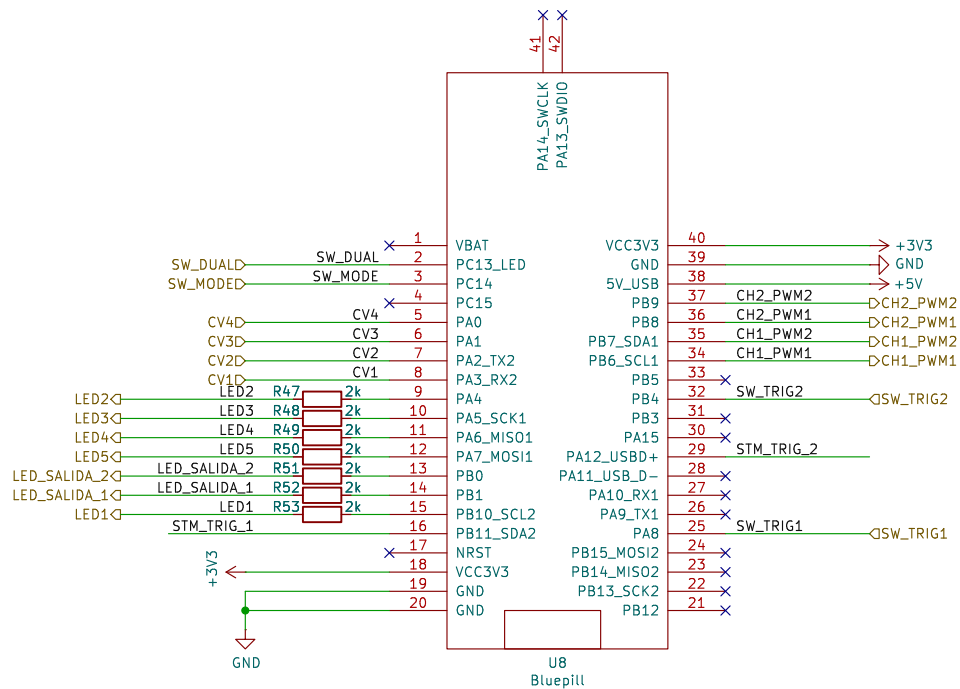 41 42
PA14_SWCLK PA13_SWDIO
1 VBAT VCC3V3 40 +3V3
SW_DUAL SW_DUAL 2 PC13_LED GND 39 GND
SW_MODE SW_MODE 3 PC14 5V_USB 38 +5V
4 PC15 PB9 37 CH2_PWM2 CH2_PWM2
CV4 CV4 5 PA0 PB8 36 CH2_PWM1 CH2_PWM1
CV3 CV3 6 PA1 PB7_SDA1 35 CH1_PWM2 CH1_PWM2
CV2 CV2 7 PA2_TX2 PB6_SCL1 34 CH1_PWM1 CH1_PWM1
CV1 CV1 8 PA3_RX2 PB5 33
LED2 LED2 R47 2k 9 PA4 PB4 32 SW_TRIG2 SW_TRIG2
LED3 LED3 R48 2k 10 PA5_SCK1 PB3 31
LED4 LED4 R49 2k 11 PA6_MISO1 PA15 30
LED5 LED5 R50 2k 12 PA7_MOSI1 PA12_USBD+ 29 STM_TRIG_2
LED_SALIDA_2 LED_SALIDA_2 R51 2k 13 PB0 PA11_USB_D- 28
LED_SALIDA_1 LED_SALIDA_1 R52 2k 14 PB1 PA10_RX1 27
LED1 LED1 R53 2k 15 PB10_SCL2 PA9_TX1 26
STM_TRIG_1 16 PB11_SDA2 PA8 25 SW_TRIG1 SW_TRIG1
17 NRST PB15_MOSI2 24
+3V3 18 VCC3V3 PB14_MISO2 23
19 GND PB13_SCK2 22
20 GND PB12 21
GND
U8
Bluepill